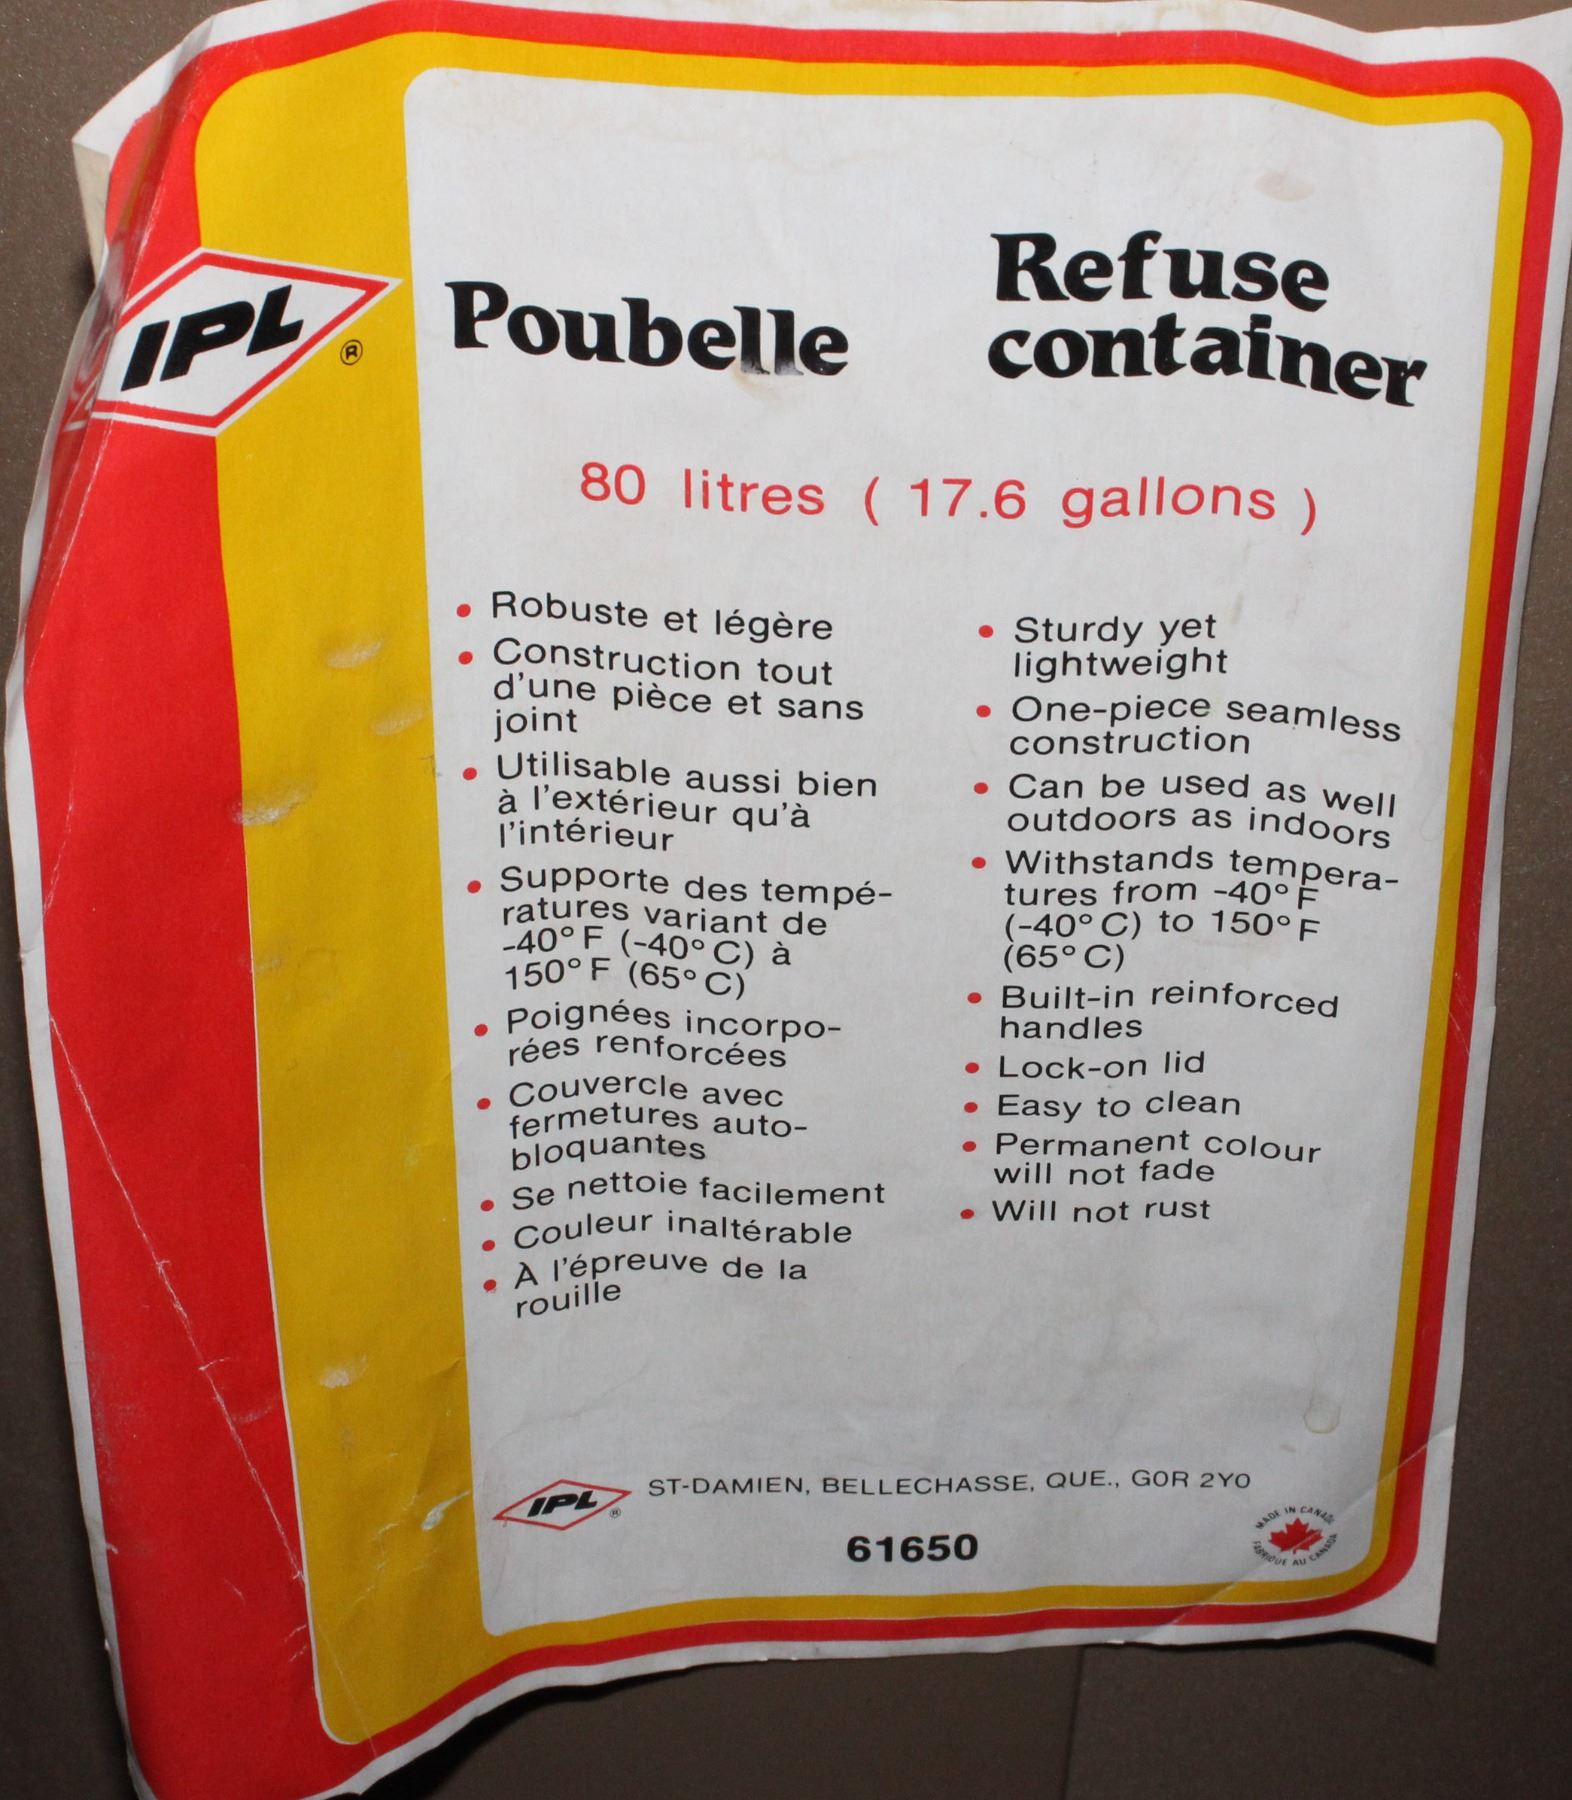 IPL
®
Poubelle
Refuse
container
80 litres ( 17.6 gallons )
• Robuste et légère
• Construction tout
d'une pièce et sans
joint
• Utilisable aussi bien
à l'extérieur qu'à
l'intérieur
• Supporte des tempé-
ratures variant de
-40° F (-40° C) à
150° F (65° C)
• Poignées incorpo-
rées renforcées
• Couvercle avec
fermetures auto-
bloquantes
• Se nettoie facilement
• Couleur inaltérable
• À l'épreuve de la
rouille
• Sturdy yet
lightweight
• One-piece seamless
construction
• Can be used as well
outdoors as indoors
• Withstands tempera-
tures from -40° F
(-40° C) to 150° F
(65° C)
• Built-in reinforced
handles
• Lock-on lid
• Easy to clean
• Permanent colour
will not fade
• Will not rust
IPL ® ST-DAMIEN, BELLECHASSE, QUE., G0R 2Y0
61650
MADE IN CANADA
FABRIQUÉ AU CANADA